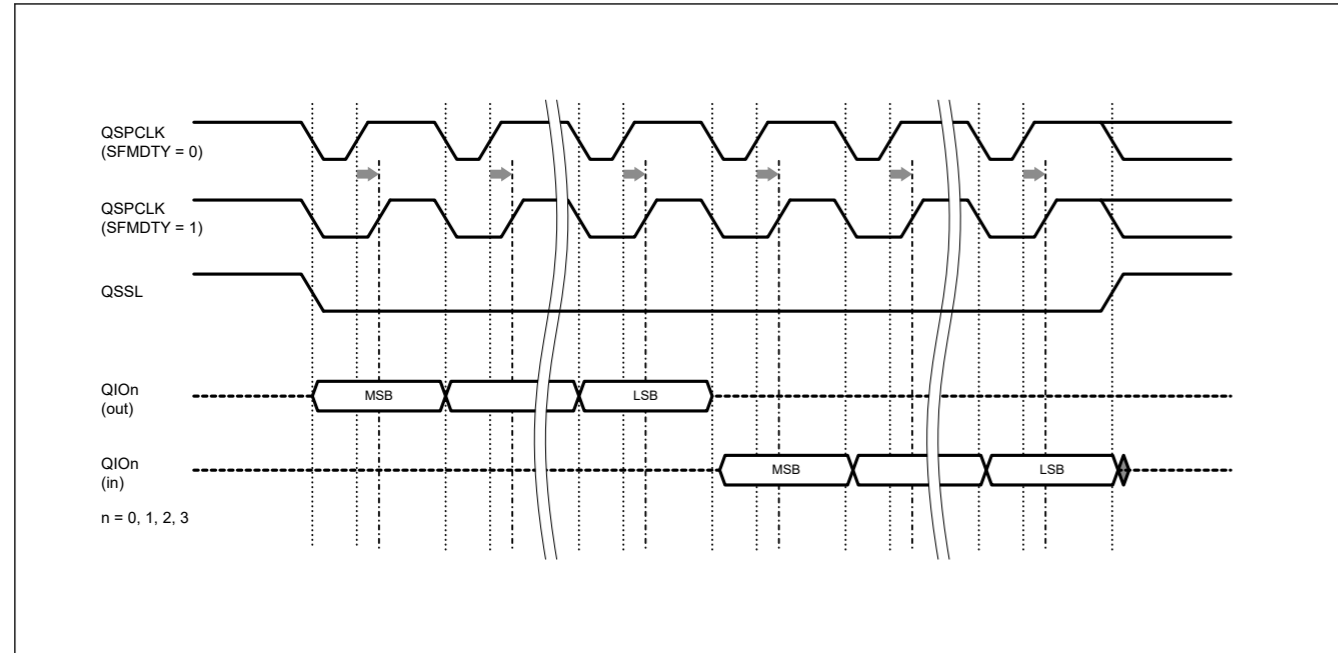 QSPCLK
(SFMDTY = 0)
QSPCLK
(SFMDTY = 1)
QSSL
QIOn
(out)
MSB
LSB
QIOn
(in)
MSB
LSB
n = 0, 1, 2, 3